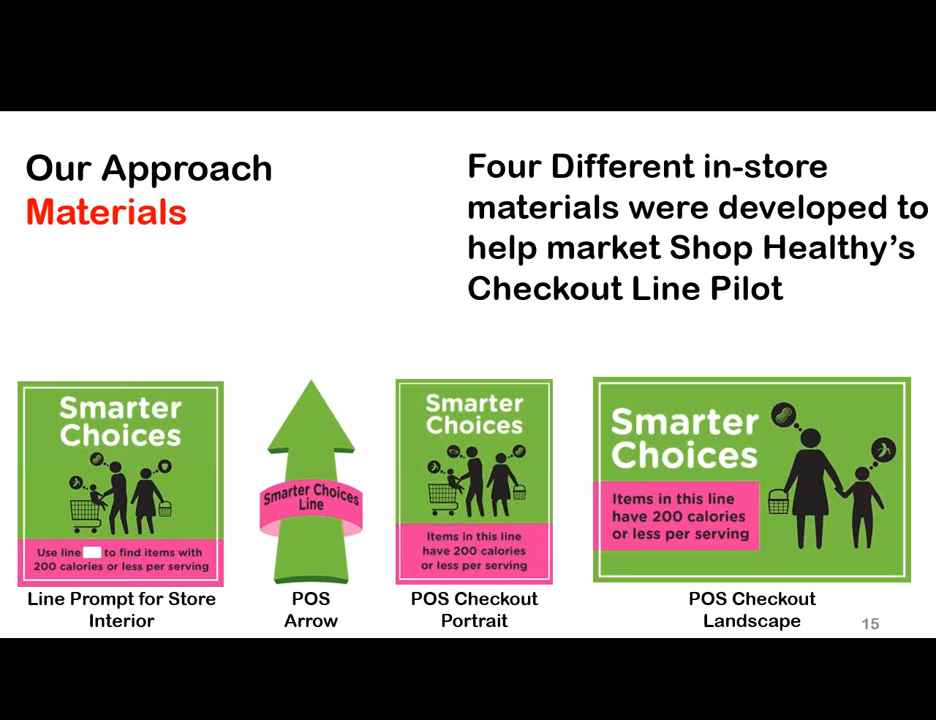 Our Approach
Materials
Four Different in-store
materials were developed to
help market Shop Healthy’s
Checkout Line Pilot
Smarter
Choices
Use line to find items with
200 calories or less per serving
Line Prompt for Store
Interior
Smarter Choices
Line
POS
Arrow
Smarter
Choices
Items in this line
have 200 calories
or less per serving
POS Checkout
Portrait
Smarter
Choices
Items in this line
have 200 calories
or less per serving
POS Checkout
Landscape
15